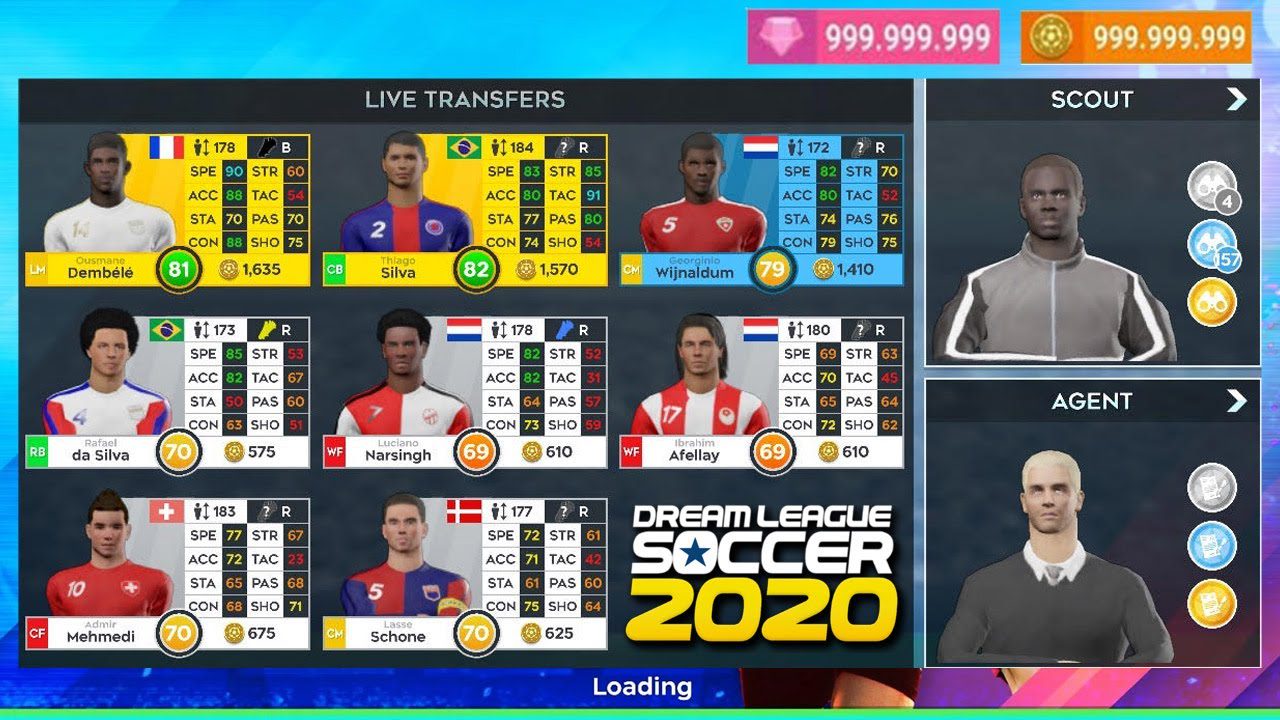 999.999.999
999.999.999
LIVE TRANSFERS
178 B
SPE 90 STR 60
ACC 88 TAC 54
STA 70 PAS 70
CON 88 SHO 75
14
LM Ousmane Dembélé 81 1,635
184 ? R
SPE 83 STR 85
ACC 80 TAC 91
STA 77 PAS 80
CON 74 SHO 54
2
CB Thiago Silva 82 1,570
172 ? R
SPE 82 STR 70
ACC 80 TAC 52
STA 74 PAS 76
CON 79 SHO 75
5
CM Georginio Wijnaldum 79 1,410
173 R
SPE 85 STR 53
ACC 82 TAC 67
STA 50 PAS 60
CON 63 SHO 51
4
RB Rafael da Silva 70 575
178 R
SPE 82 STR 52
ACC 82 TAC 31
STA 64 PAS 57
CON 73 SHO 59
7
WF Luciano Narsingh 69 610
180 ? R
SPE 69 STR 63
ACC 70 TAC 45
STA 65 PAS 64
CON 72 SHO 62
17
WF Ibrahim Afellay 69 610
183 ? R
SPE 77 STR 67
ACC 72 TAC 23
STA 65 PAS 68
CON 68 SHO 71
10
CF Admir Mehmedi 70 675
177 ? R
SPE 72 STR 61
ACC 71 TAC 42
STA 61 PAS 60
CON 75 SHO 64
5
CM Lasse Schone 70 625
DREAM LEAGUE
SOCCER
2020
SCOUT
4
157
AGENT
Loading